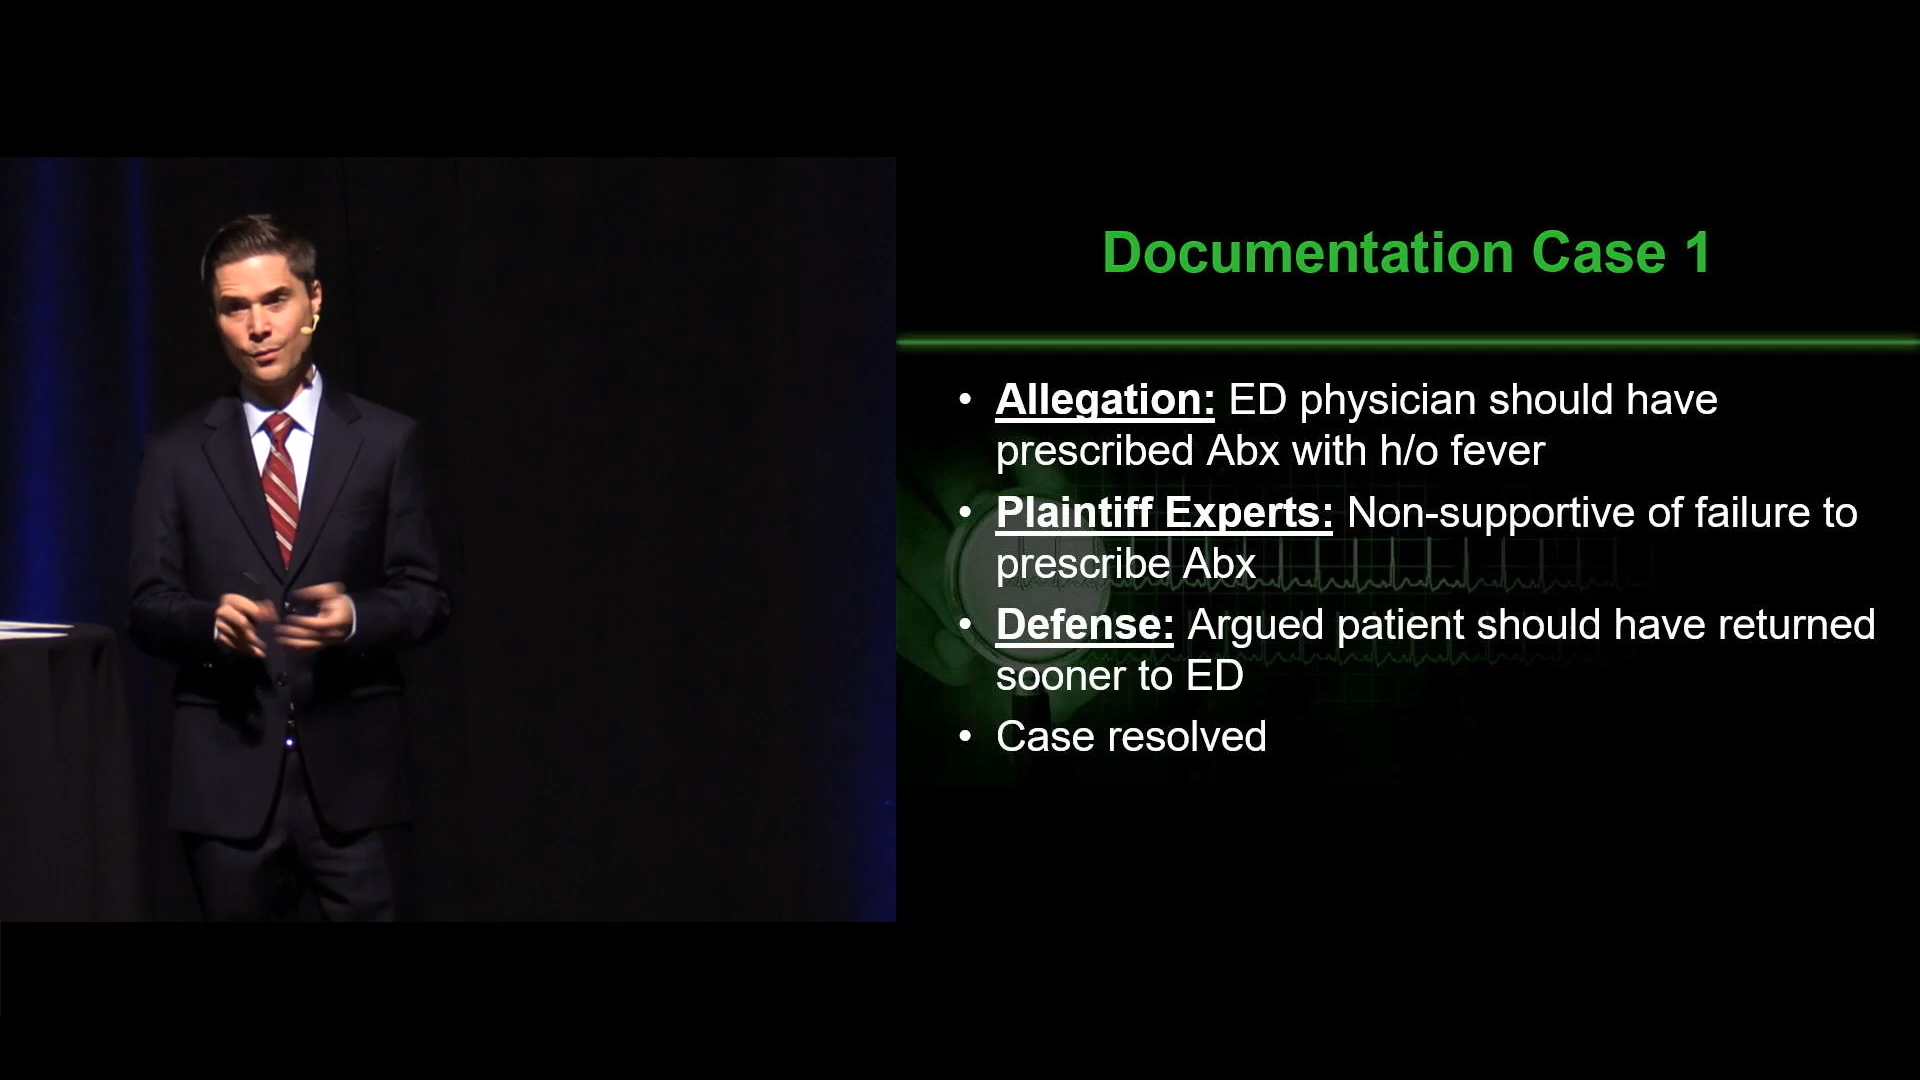 Documentation Case 1
• Allegation: ED physician should have
prescribed Abx with h/o fever
• Plaintiff Experts: Non-supportive of failure to
prescribe Abx
• Defense: Argued patient should have returned
sooner to ED
• Case resolved